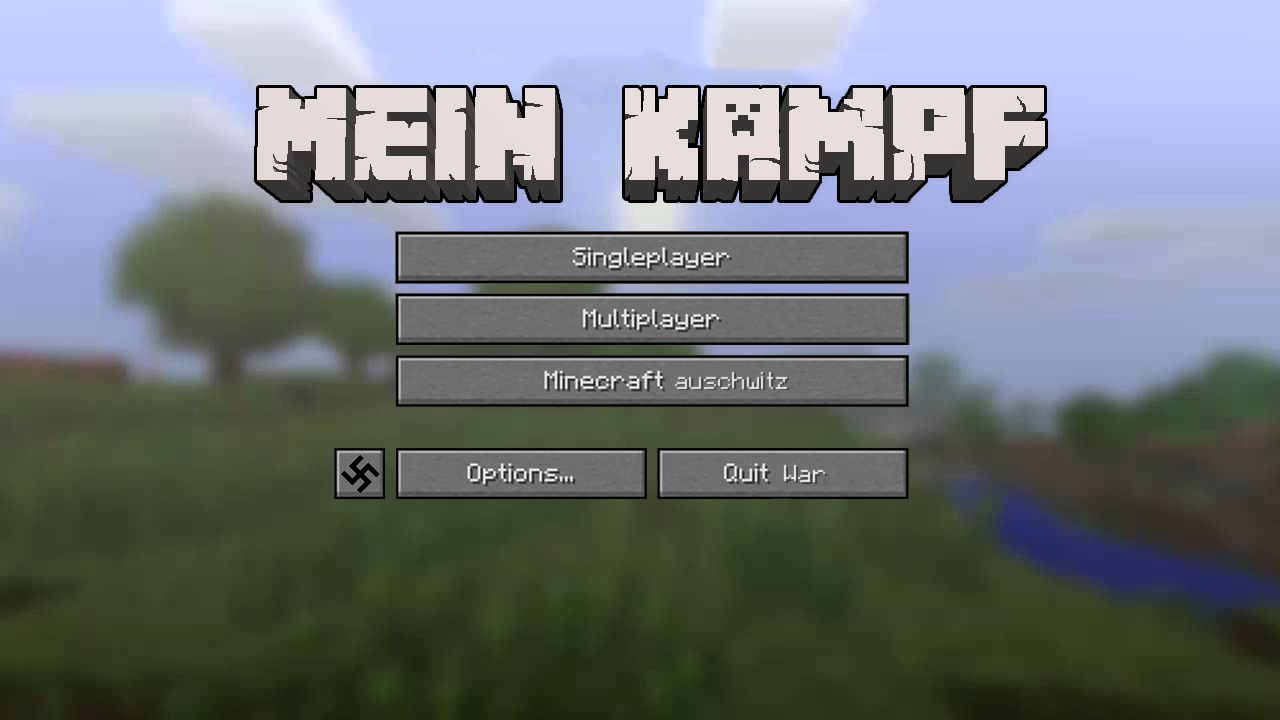 MEIN KAMPF
Singleplayer
Multiplayer
Minecraft auschwitz
Options...
Quit War